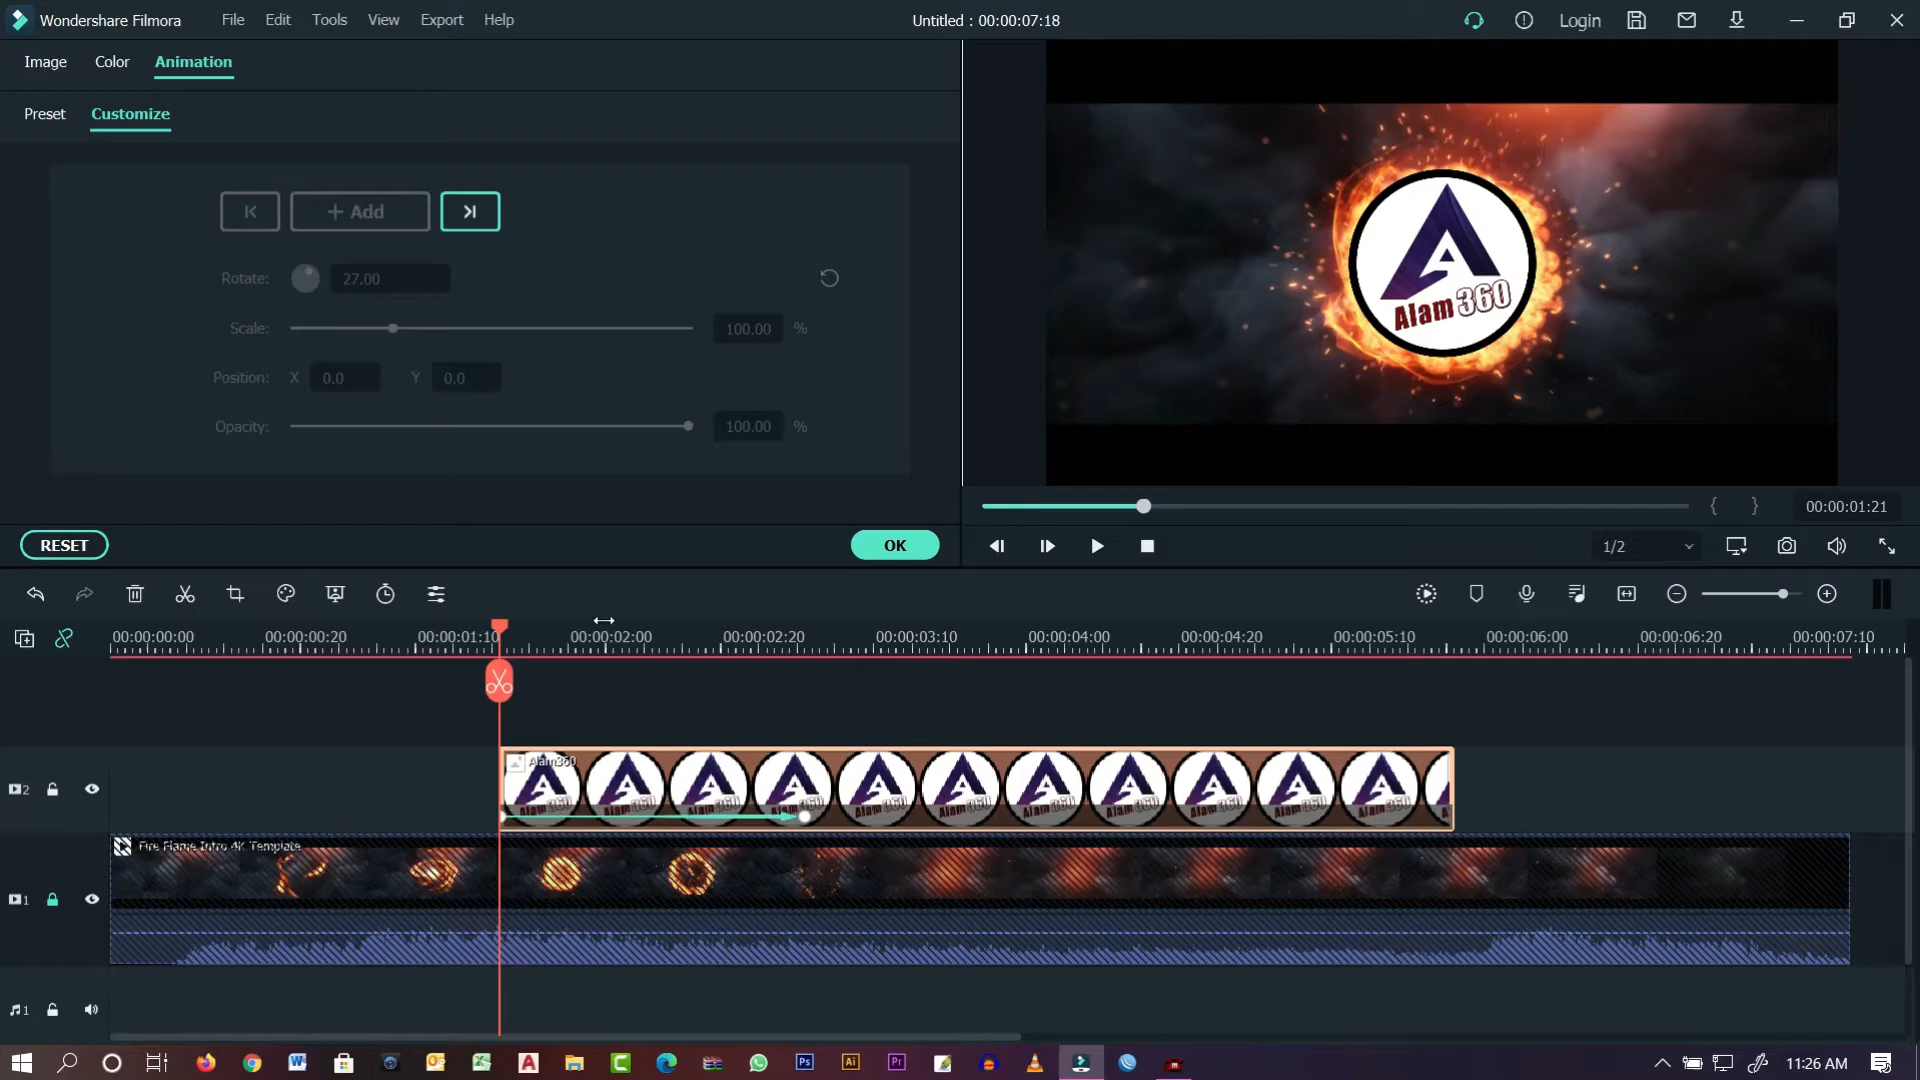 Wondershare Filmora File Edit Tools View Export Help Untitled : 00:00:07:18 Login
Image Color Animation
Preset Customize
+ Add
Rotate: 27.00
Scale: 100.00 %
Position: X 0.0 Y 0.0
Opacity: 100.00 %
Alam 360
00:00:01:21
RESET OK
1/2
00:00:00:00 00:00:00:20 00:00:01:10 00:00:02:00 00:00:02:20 00:00:03:10 00:00:04:00 00:00:04:20 00:00:05:10 00:00:06:00 00:00:06:20 00:00:07:10
Alam360
2
Fire Flame Intro 4K Template
1
1
11:26 AM